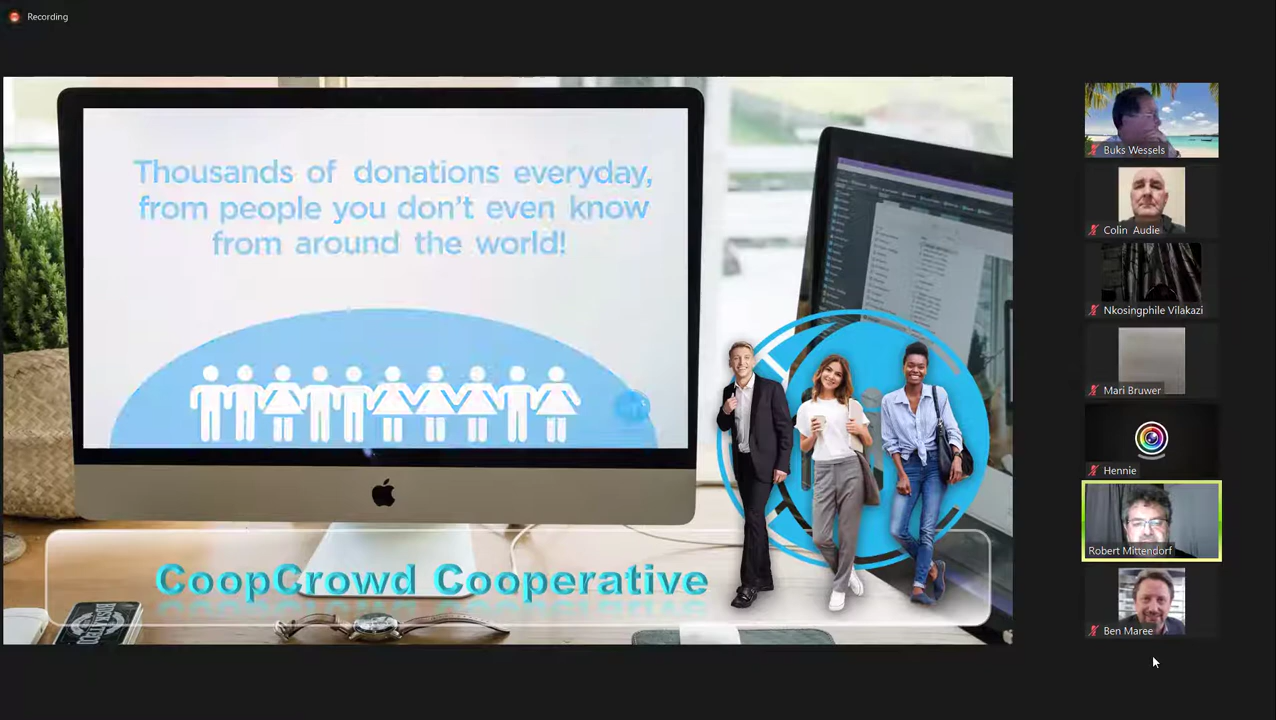 Recording
Thousands of donations everyday,
from people you don't even know
from around the world!
CoopCrowd Cooperative
Buks Wessels
Colin Audie
Nkosingphile Vilakazi
Mari Bruwer
Hennie
Robert Mittendorf
Ben Maree